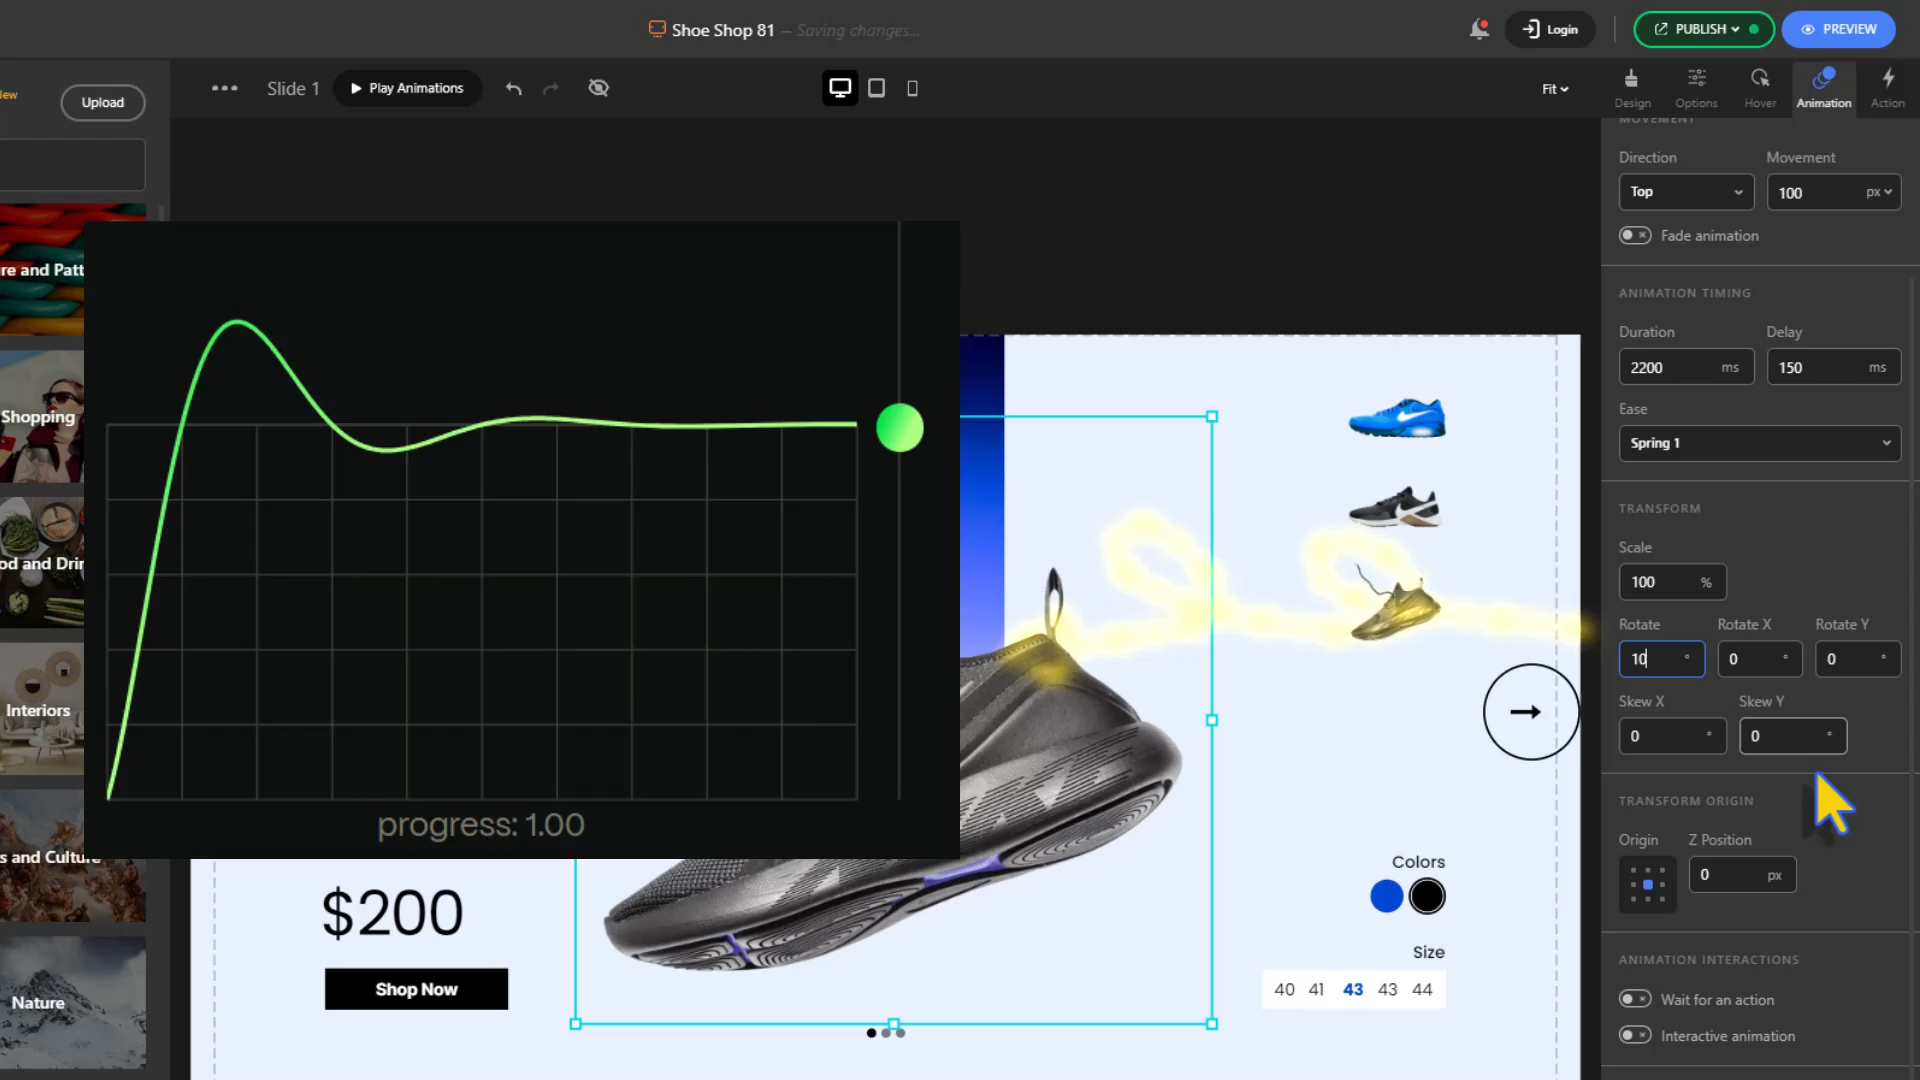 Shoe Shop 81 – Saving changes...
Login
PUBLISH
PREVIEW
Upload
Slide 1
Play Animations
Fit
Design
Options
Hover
Animation
Action
MOVEMENT
Direction
Movement
Top
100
px
Fade animation
ANIMATION TIMING
Duration
Delay
2200 ms
150 ms
Ease
Spring 1
TRANSFORM
Scale
100 %
Rotate
Rotate X
Rotate Y
10 °
0 °
0 °
Skew X
Skew Y
0 °
0 °
TRANSFORM ORIGIN
Origin
Z Position
0 px
ANIMATION INTERACTIONS
Wait for an action
Interactive animation
re and Patt
Shopping
od and Drin
Interiors
s and Culture
Nature
progress: 1.00
$200
Shop Now
Colors
Size
40 41 43 43 44